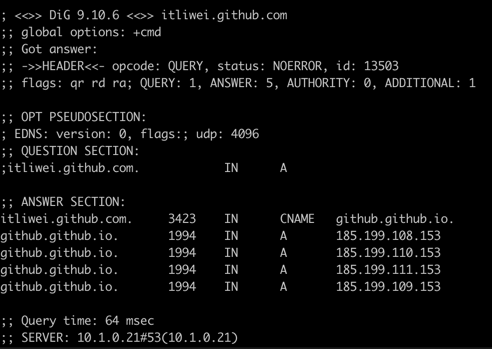 ; <<>> DiG 9.10.6 <<>> itliwei.github.com
;; global options: +cmd
;; Got answer:
;; ->>HEADER<<- opcode: QUERY, status: NOERROR, id: 13503
;; flags: qr rd ra; QUERY: 1, ANSWER: 5, AUTHORITY: 0, ADDITIONAL: 1

;; OPT PSEUDOSECTION:
; EDNS: version: 0, flags:; udp: 4096
;; QUESTION SECTION:
;itliwei.github.com. IN A

;; ANSWER SECTION:
itliwei.github.com. 3423 IN CNAME github.github.io.
github.github.io. 1994 IN A 185.199.108.153
github.github.io. 1994 IN A 185.199.110.153
github.github.io. 1994 IN A 185.199.111.153
github.github.io. 1994 IN A 185.199.109.153

;; Query time: 64 msec
;; SERVER: 10.1.0.21#53(10.1.0.21)